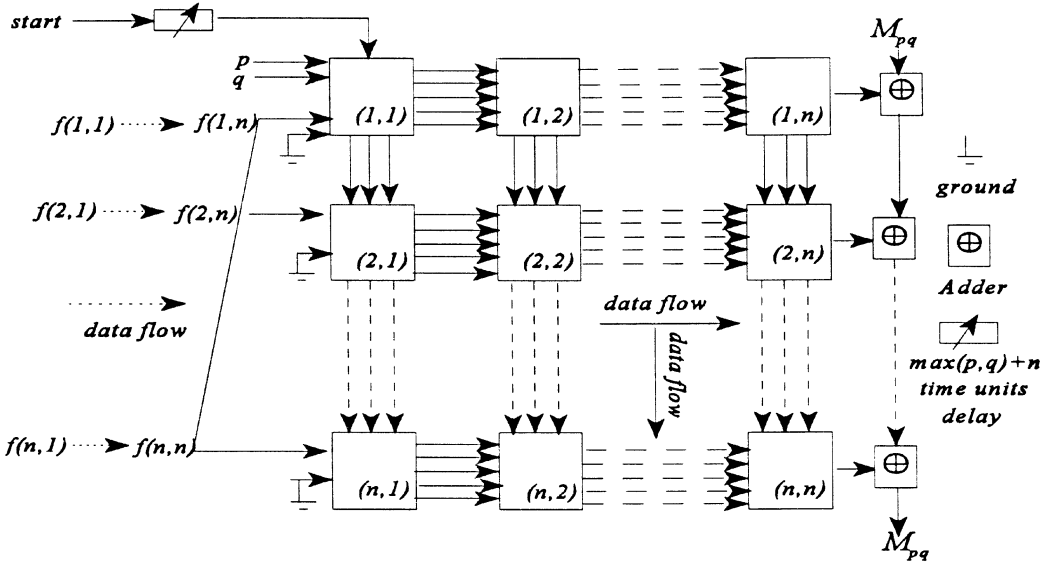 start
M_pq
p
q
f(1,1) f(1,n)
(1,1) (1,2) (1,n)
ground
f(2,1) f(2,n)
(2,1) (2,2) (2,n)
Adder
data flow
data flow
data flow
max(p,q)+n
time units
delay
f(n,1) f(n,n)
(n,1) (n,2) (n,n)
M_pq